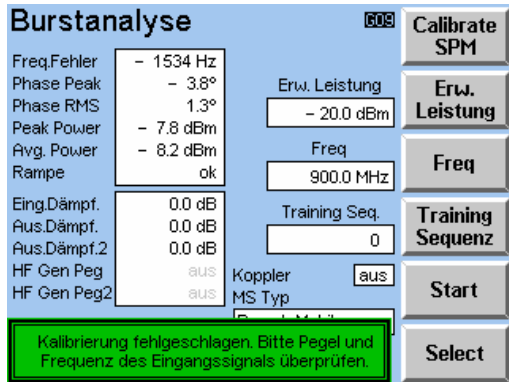 Burstanalyse
G09
Freq.Fehler - 1534 Hz
Phase Peak - 3.8°
Phase RMS 1.3°
Peak Power - 7.8 dBm
Avg. Power - 8.2 dBm
Rampe ok
Eing.Dämpf. 0.0 dB
Aus.Dämpf. 0.0 dB
Aus.Dämpf.2 0.0 dB
HF Gen Peg aus
HF Gen Peg2 aus
Erw. Leistung
- 20.0 dBm
Freq
900.0 MHz
Training Seq.
0
Koppler aus
MS Typ
Kalibrierung fehlgeschlagen. Bitte Pegel und
Frequenz des Eingangssignals überprüfen.
Calibrate
SPM
Erw.
Leistung
Freq
Training
Sequenz
Start
Select